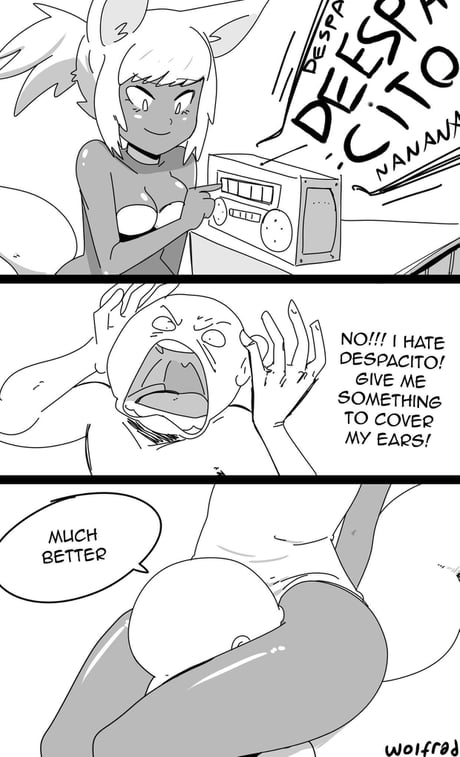 DESPA
DEESPA
CITO
NANANA
NO!!! I HATE
DESPACITO!
GIVE ME
SOMETHING
TO COVER
MY EARS!
MUCH
BETTER
wolfrad